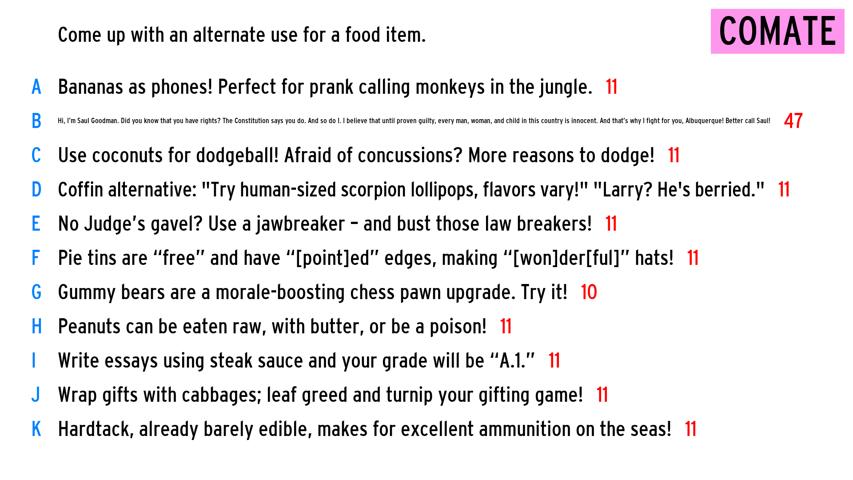 Come up with an alternate use for a food item.
COMATE
A Bananas as phones! Perfect for prank calling monkeys in the jungle. 11
B Hi, I'm Saul Goodman. Did you know that you have rights? The Constitution says you do. And so do I. I believe that until proven guilty, every man, woman, and child in this country is innocent. And that's why I fight for you, Albuquerque! Better call Saul! 47
C Use coconuts for dodgeball! Afraid of concussions? More reasons to dodge! 11
D Coffin alternative: "Try human-sized scorpion lollipops, flavors vary!" "Larry? He's berried." 11
E No Judge’s gavel? Use a jawbreaker – and bust those law breakers! 11
F Pie tins are “free” and have “[point]ed” edges, making “[won]der[ful]” hats! 11
G Gummy bears are a morale-boosting chess pawn upgrade. Try it! 10
H Peanuts can be eaten raw, with butter, or be a poison! 11
I Write essays using steak sauce and your grade will be “A.1.” 11
J Wrap gifts with cabbages; leaf greed and turnip your gifting game! 11
K Hardtack, already barely edible, makes for excellent ammunition on the seas! 11